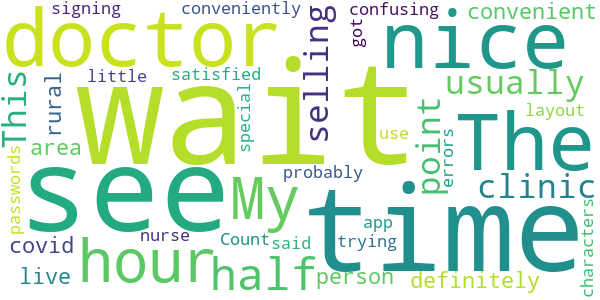 signing
conveniently
confusing
convenient
doctor
nice
got
This
rural
little
satisfied
wait
selling
usually
special
point
The
layout
use
errors
passwords
area
see
My
probably
time
clinic
characters
covid
nurse
Count
said
app
trying
live
hour
half
person
definitely